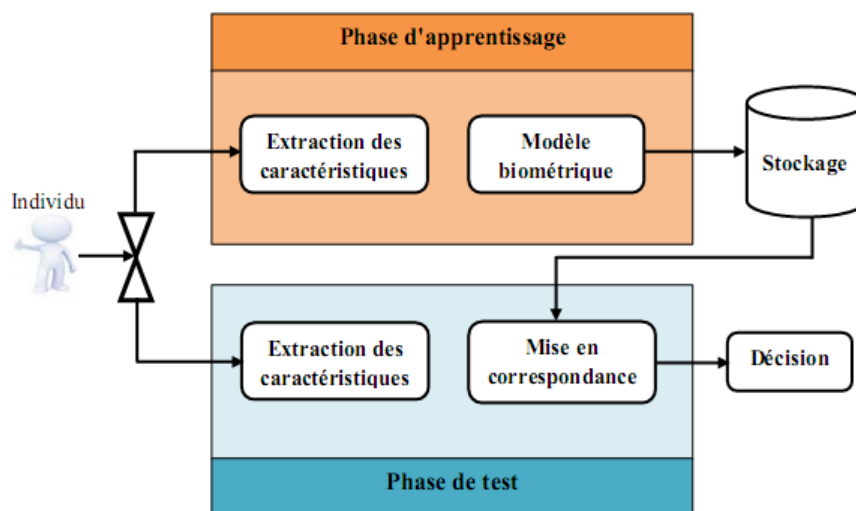 Phase d'apprentissage
Extraction des
caractéristiques
Modèle
biométrique
Stockage
Individu
Extraction des
caractéristiques
Mise en
correspondance
Décision
Phase de test